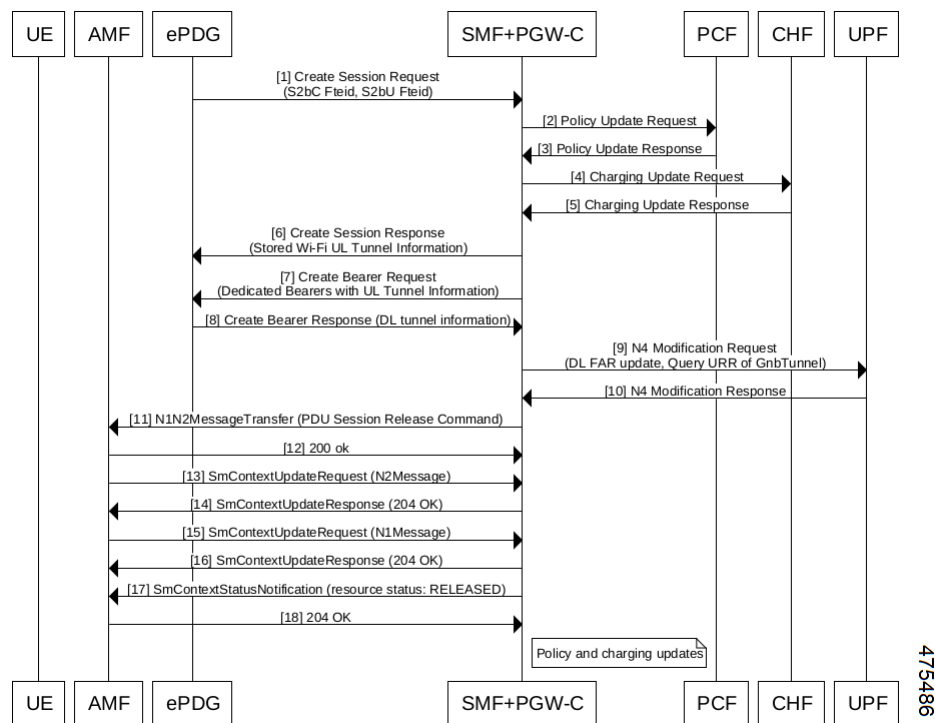 UE AMF ePDG SMF+PGW-C PCF CHF UPF
[1] Create Session Request
(S2bC Fteid, S2bU Fteid)
[2] Policy Update Request
[3] Policy Update Response
[4] Charging Update Request
[5] Charging Update Response
[6] Create Session Response
(Stored Wi-Fi UL Tunnel Information)
[7] Create Bearer Request
(Dedicated Bearers with UL Tunnel Information)
[8] Create Bearer Response (DL tunnel information)
[9] N4 Modification Request
(DL FAR update, Query URR of GnbTunnel)
[10] N4 Modification Response
[11] N1N2MessageTransfer (PDU Session Release Command)
[12] 200 ok
[13] SmContextUpdateRequest (N2Message)
[14] SmContextUpdateResponse (204 OK)
[15] SmContextUpdateRequest (N1Message)
[16] SmContextUpdateResponse (204 OK)
[17] SmContextStatusNotification (resource status: RELEASED)
[18] 204 OK
Policy and charging updates
UE AMF ePDG SMF+PGW-C PCF CHF UPF
475486